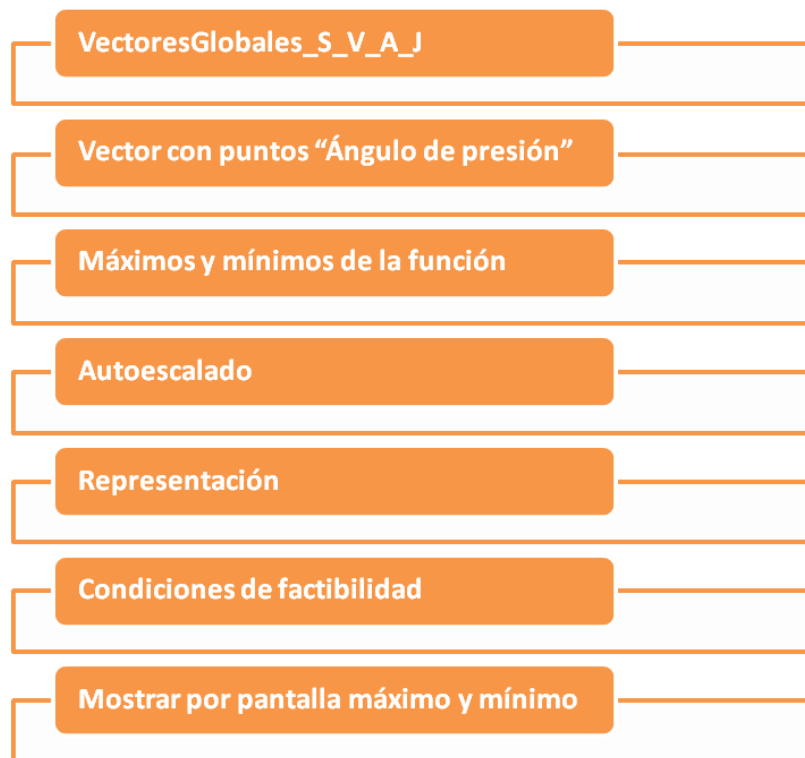 VectoresGlobales_S_V_A_J
Vector con puntos “Ángulo de presión”
Máximos y mínimos de la función
Autoescalado
Representación
Condiciones de factibilidad
Mostrar por pantalla máximo y mínimo